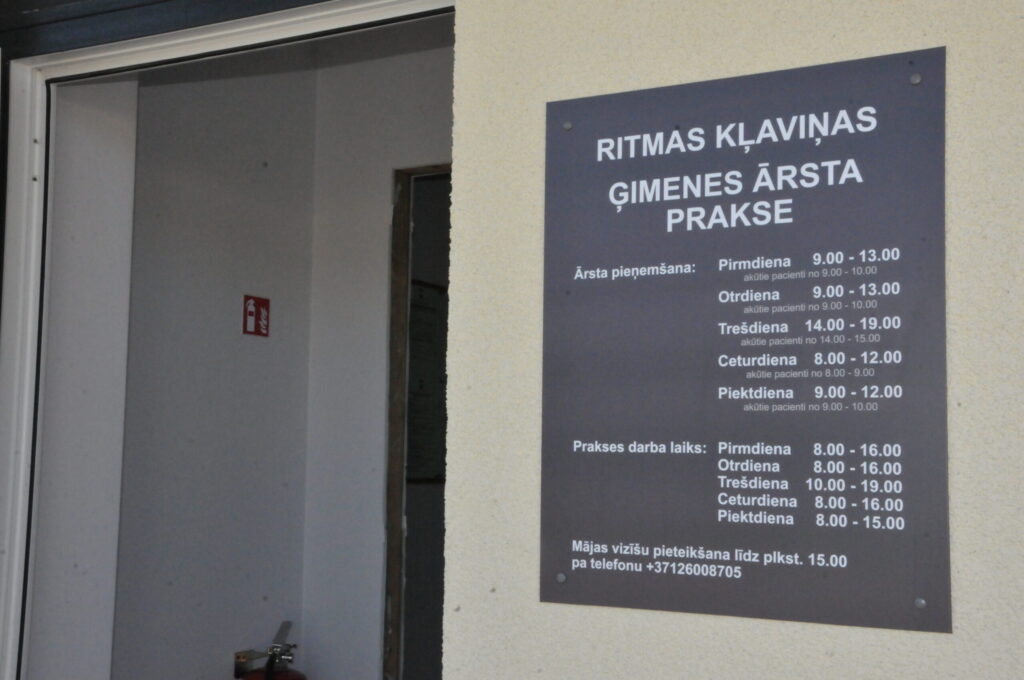 RITMAS KĻAVIŅAS
ĢIMENES ĀRSTA
PRAKSE
Ārsta pieņemšana: Pirmdiena 9.00 - 13.00
akūtie pacienti no 9.00 - 10.00
Otrdiena 9.00 - 13.00
akūtie pacienti no 9.00 - 10.00
Trešdiena 14.00 - 19.00
akūtie pacienti no 14.00 - 15.00
Ceturdiena 8.00 - 12.00
akūtie pacienti no 8.00 - 9.00
Piektdiena 9.00 - 12.00
akūtie pacienti no 9.00 - 10.00
Prakses darba laiks: Pirmdiena 8.00 - 16.00
Otrdiena 8.00 - 16.00
Trešdiena 10.00 - 19.00
Ceturdiena 8.00 - 16.00
Piektdiena 8.00 - 15.00
Mājas vizīšu pieteikšana līdz plkst. 15.00
pa telefonu +37126008705